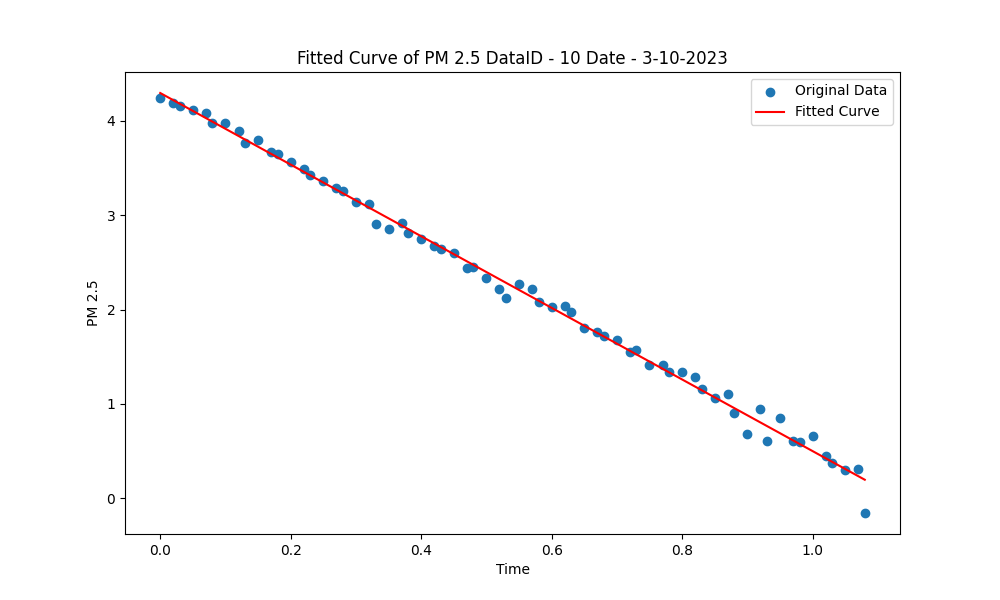 Fitted Curve of PM 2.5 DataID - 10 Date - 3-10-2023
Original Data
Fitted Curve
4
3
2
1
0
PM 2.5
0.0 0.2 0.4 0.6 0.8 1.0
Time